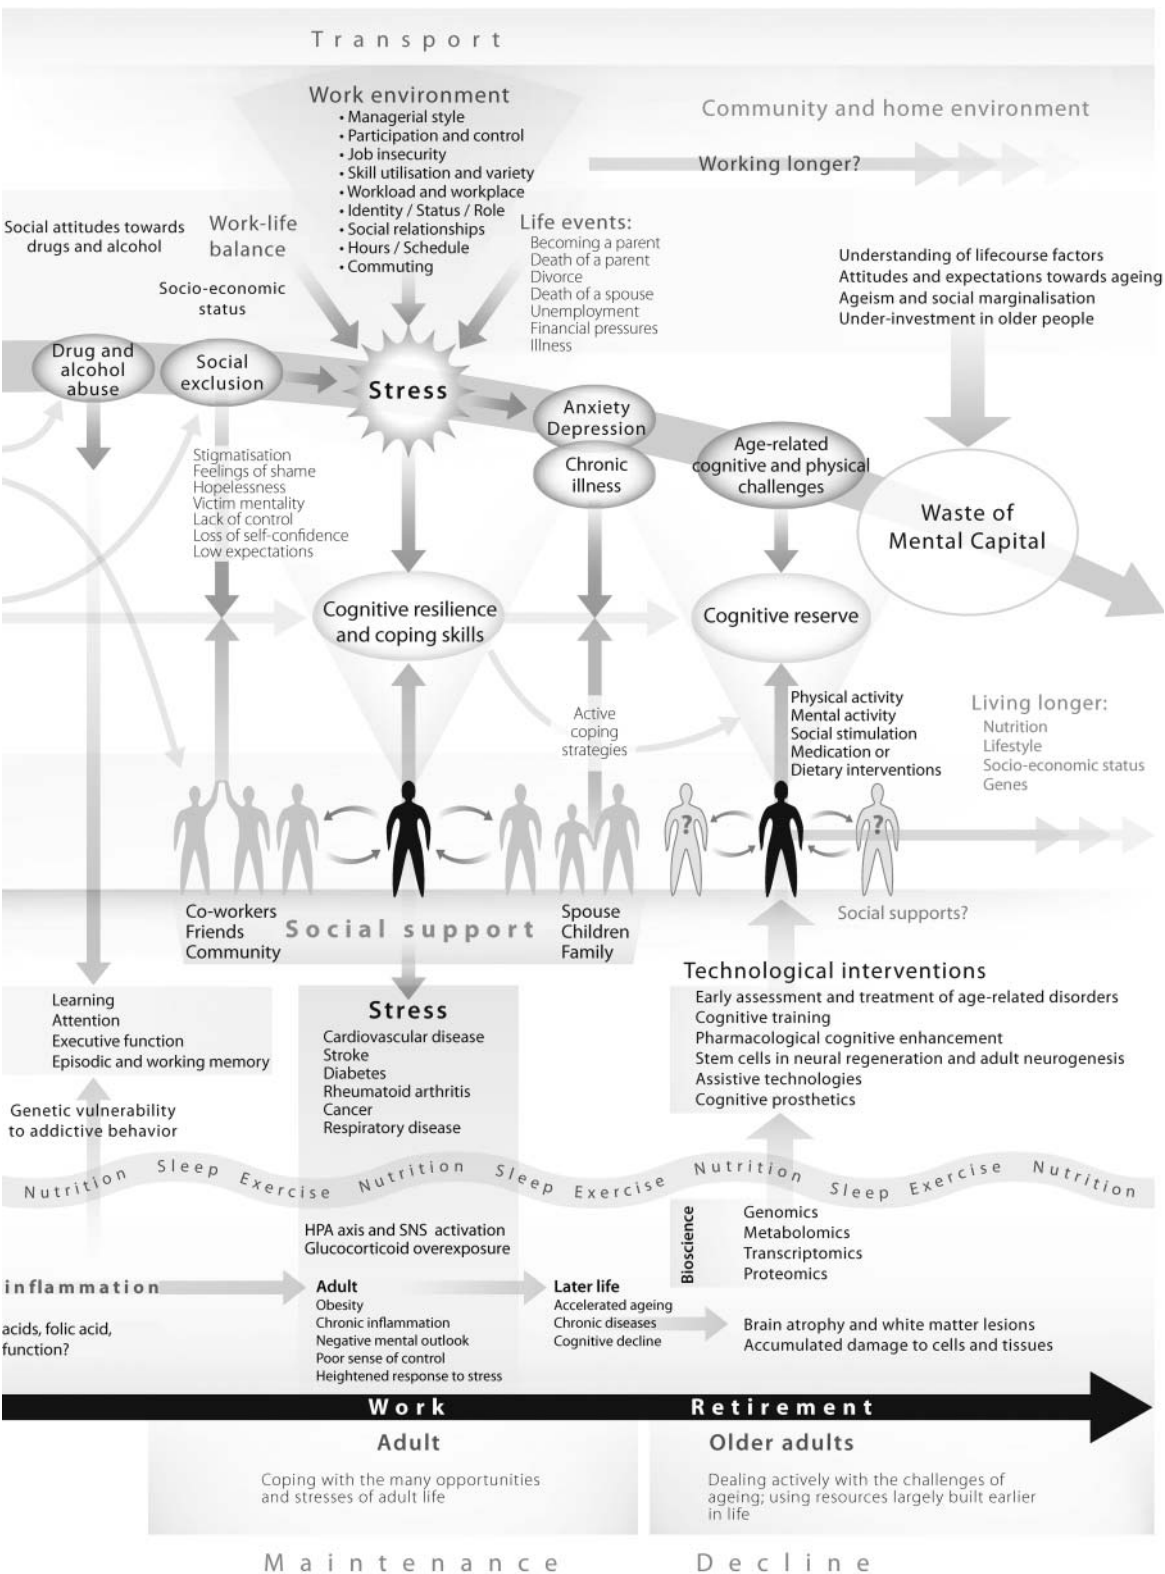 Transport
Work environment
• Managerial style
• Participation and control
• Job insecurity
• Skill utilisation and variety
• Workload and workplace
• Identity / Status / Role
• Social relationships
• Hours / Schedule
• Commuting
Community and home environment
Working longer?
Social attitudes towards
drugs and alcohol
Work-life
balance
Socio-economic
status
Life events:
Becoming a parent
Death of a parent
Divorce
Death of a spouse
Unemployment
Financial pressures
Illness
Understanding of lifecourse factors
Attitudes and expectations towards ageing
Ageism and social marginalisation
Under-investment in older people
Drug and
alcohol
abuse
Social
exclusion
Stress
Anxiety
Depression
Chronic
illness
Age-related
cognitive and physical
challenges
Waste of
Mental Capital
Stigmatisation
Feelings of shame
Hopelessness
Victim mentality
Lack of control
Loss of self-confidence
Low expectations
Cognitive resilience
and coping skills
Cognitive reserve
Active
coping
strategies
Physical activity
Mental activity
Social stimulation
Medication or
Dietary interventions
Living longer:
Nutrition
Lifestyle
Socio-economic status
Genes
?
?
Co-workers
Friends
Community
Social support
Spouse
Children
Family
Social supports?
Technological interventions
Early assessment and treatment of age-related disorders
Cognitive training
Pharmacological cognitive enhancement
Stem cells in neural regeneration and adult neurogenesis
Assistive technologies
Cognitive prosthetics
Learning
Attention
Executive function
Episodic and working memory
Stress
Cardiovascular disease
Stroke
Diabetes
Rheumatoid arthritis
Cancer
Respiratory disease
Genetic vulnerability
to addictive behavior
Nutrition Sleep Exercise Nutrition Sleep Exercise Nutrition Sleep Exercise Nutrition
HPA axis and SNS activation
Glucocorticoid overexposure
Bioscience
Genomics
Metabolomics
Transcriptomics
Proteomics
inflammation
acids, folic acid,
function?
Adult
Obesity
Chronic inflammation
Negative mental outlook
Poor sense of control
Heightened response to stress
Later life
Accelerated ageing
Chronic diseases
Cognitive decline
Brain atrophy and white matter lesions
Accumulated damage to cells and tissues
Work
Retirement
Adult
Coping with the many opportunities
and stresses of adult life
Older adults
Dealing actively with the challenges of
ageing; using resources largely built earlier
in life
Maintenance
Decline